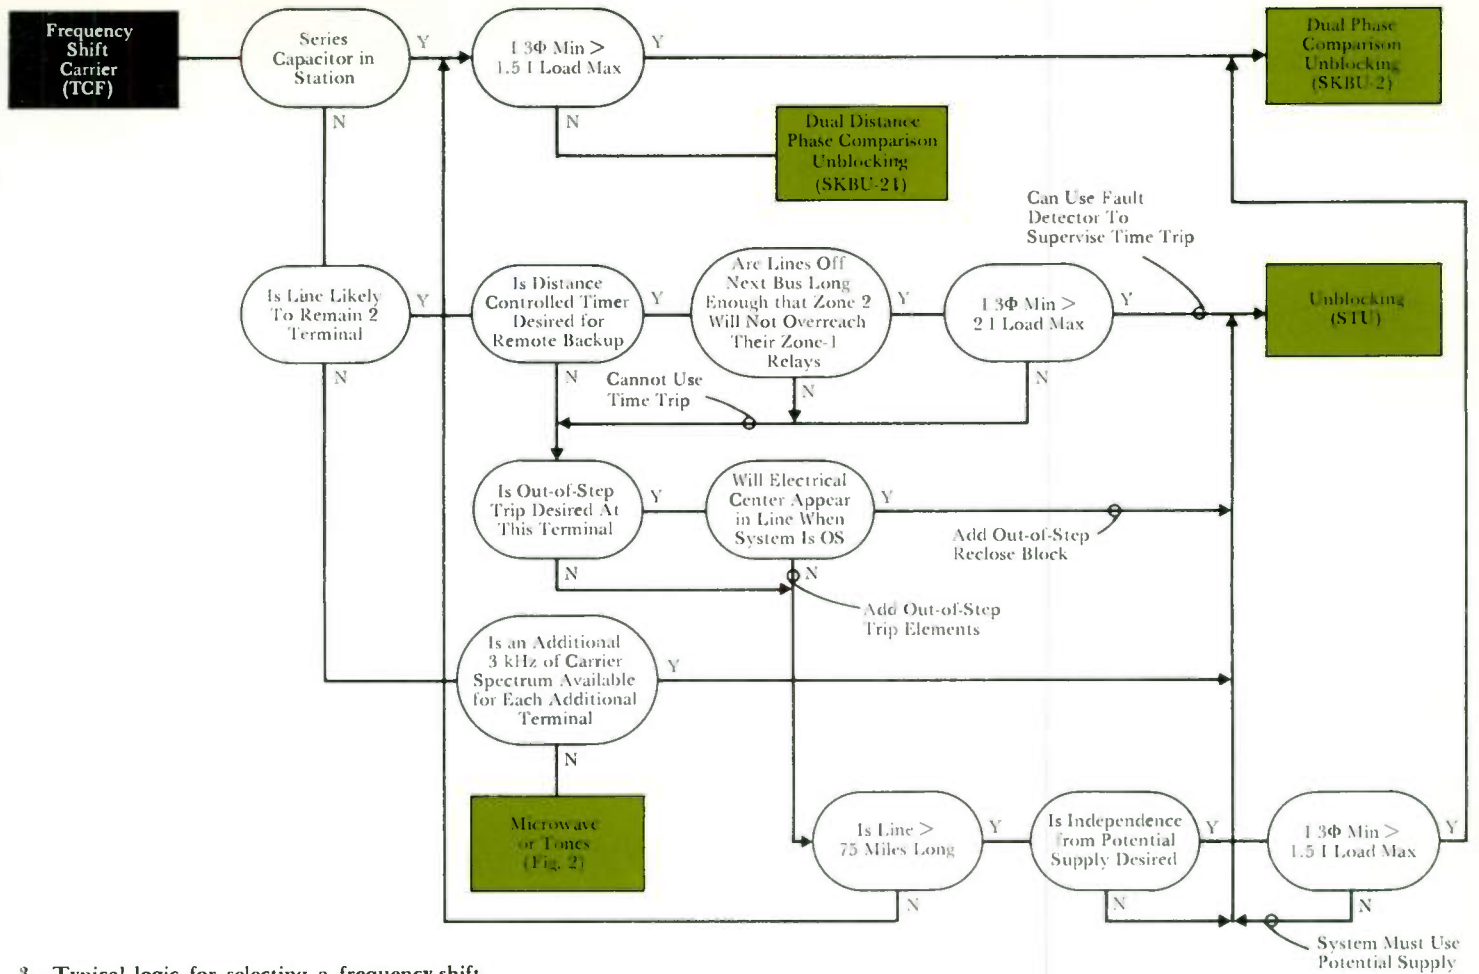 Frequency
Shift
Carrier
(TCF)
Series
Capacitor in
Station
Y
N
I 3Φ Min >
1.5 I Load Max
Y
N
Dual Phase
Comparison
Unblocking
(SKBU-2)
Dual Distance
Phase Comparison
Unblocking
(SKBU-21)
Can Use Fault
Detector To
Supervise Time Trip
Is Line Likely
To Remain 2
Terminal
Y
N
Is Distance
Controlled Timer
Desired for
Remote Backup
Y
N
Are Lines Off
Next Bus Long
Enough that Zone 2
Will Not Overreach
Their Zone-1
Relays
Y
N
I 3Φ Min >
2 I Load Max
Y
N
Unblocking
(STU)
Cannot Use
Time Trip
Is Out-of-Step
Trip Desired At
This Terminal
Y
N
Will Electrical
Center Appear
in Line When
System Is OS
Y
N
Add Out-of-Step
Reclose Block
Add Out-of-Step
Trip Elements
Is an Additional
3 kHz of Carrier
Spectrum Available
for Each Additional
Terminal
Y
N
Microwave
or Tones
(Fig. 2)
Is Line >
75 Miles Long
Y
N
Is Independence
from Potential
Supply Desired
Y
N
I 3Φ Min >
1.5 I Load Max
Y
N
System Must Use
Potential Supply
3 Typical logic for selecting a frequency-shift